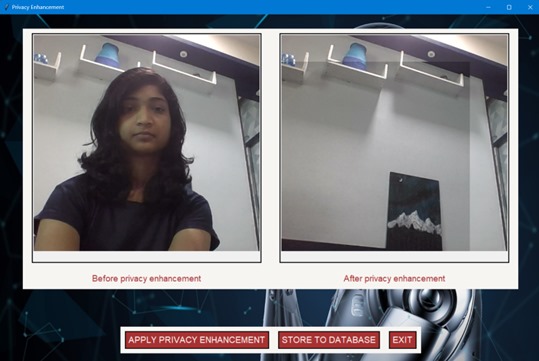 Privacy Enhancement
Before privacy enhancement
After privacy enhancement
APPLY PRIVACY ENHANCEMENT
STORE TO DATABASE
EXIT